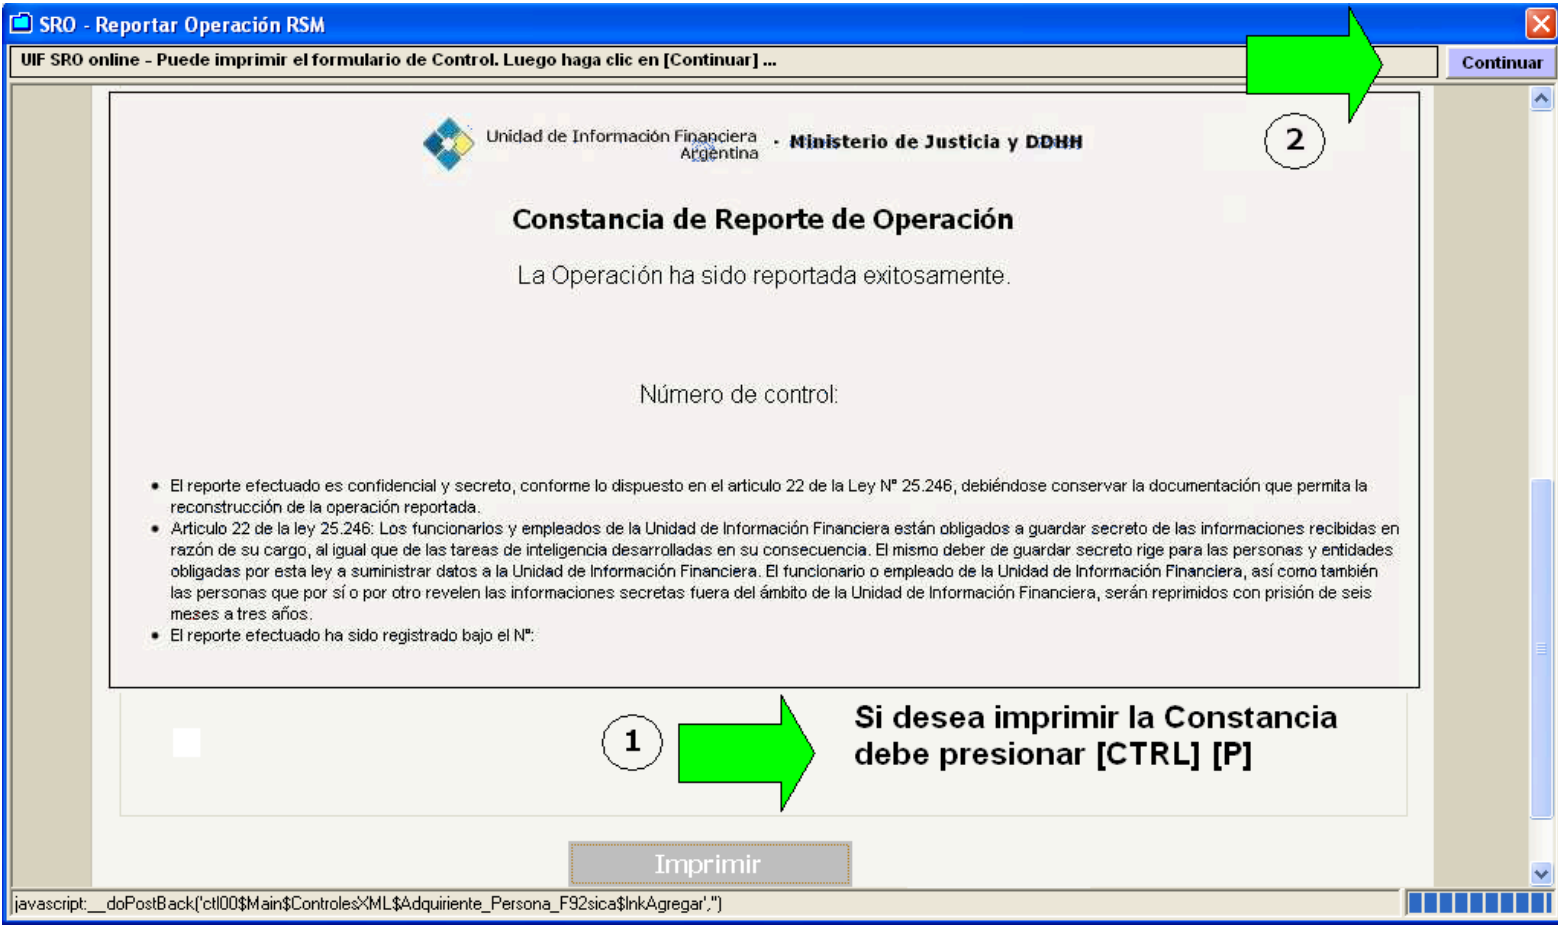 SRO - Reportar Operación RSM
UIF SRO online - Puede imprimir el formulario de Control. Luego haga clic en [Continuar] ...
Continuar
2
Unidad de Información Financiera
Argentina
· Ministerio de Justicia y DDHH
Constancia de Reporte de Operación
La Operación ha sido reportada exitosamente.
Número de control:
• El reporte efectuado es confidencial y secreto, conforme lo dispuesto en el articulo 22 de la Ley N° 25.246, debiéndose conservar la documentación que permita la
reconstrucción de la operación reportada.
• Articulo 22 de la ley 25.246: Los funcionarios y empleados de la Unidad de Información Financiera están obligados a guardar secreto de las informaciones recibidas en
razón de su cargo, al igual que de las tareas de inteligencia desarrolladas en su consecuencia. El mismo deber de guardar secreto rige para las personas y entidades
obligadas por esta ley a suministrar datos a la Unidad de Información Financiera. El funcionario o empleado de la Unidad de Información Financiera, así como también
las personas que por sí o por otro revelen las informaciones secretas fuera del ámbito de la Unidad de Información Financiera, serán reprimidos con prisión de seis
meses a tres años.
• El reporte efectuado ha sido registrado bajo el N°:
1
Si desea imprimir la Constancia
debe presionar [CTRL] [P]
Imprimir
javascript:__doPostBack('ctl00$Main$ControlesXML$Adquiriente_Persona_F92sica$lnkAgregar','')